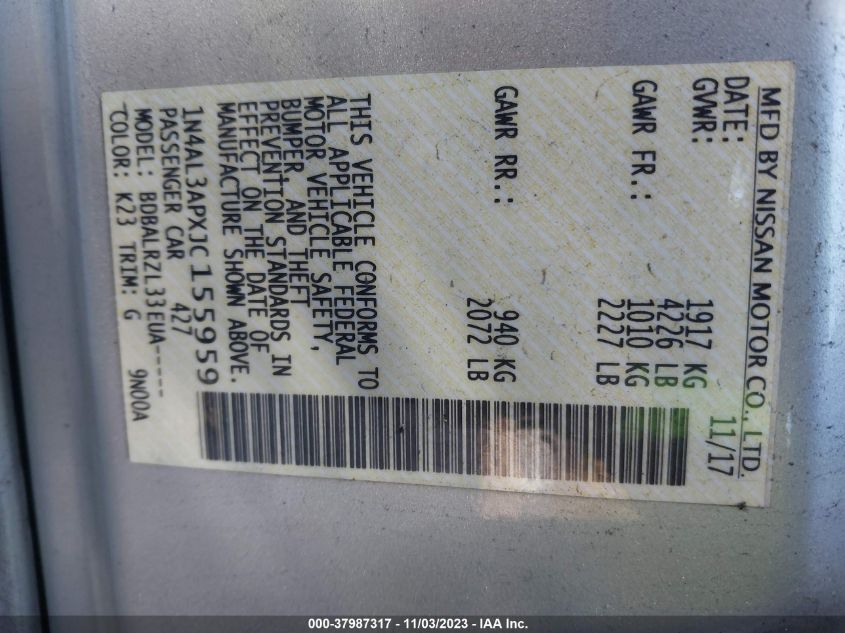 MFD BY NISSAN MOTOR CO., LTD.
DATE: 11/17
GVWR: 1917 KG
4226 LB
GAWR FR.: 1010 KG
2227 LB
GAWR RR.: 940 KG
2072 LB
THIS VEHICLE CONFORMS TO
ALL APPLICABLE FEDERAL
MOTOR VEHICLE SAFETY,
BUMPER AND THEFT
PREVENTION STANDARDS IN
EFFECT ON THE DATE OF
MANUFACTURE SHOWN ABOVE.
1N4AL3APXJC155959
PASSENGER CAR 427
MODEL: BDBALRZL33EUA-----
COLOR: K23 TRIM: G 9N00A
000-37987317 - 11/03/2023 - IAA Inc.